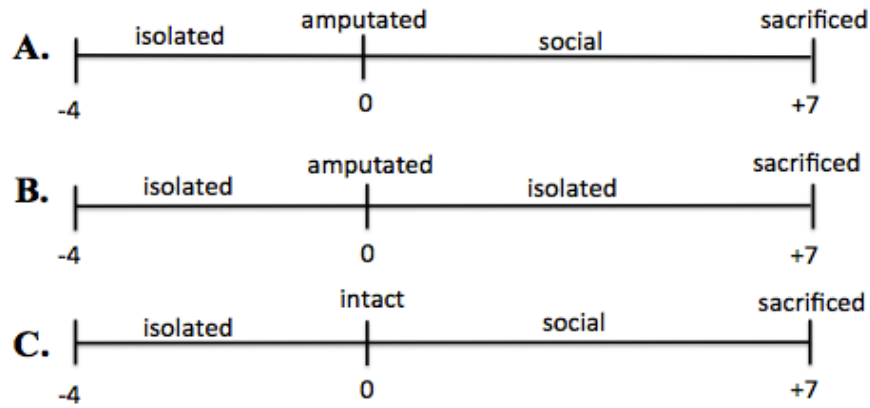 amputated sacrificed
A. isolated social
-4 0 +7
amputated sacrificed
B. isolated isolated
-4 0 +7
intact sacrificed
C. isolated social
-4 0 +7